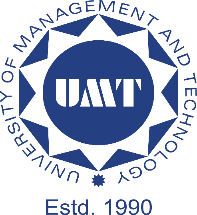 UNIVERSITY OF MANAGEMENT AND TECHNOLOGY
UMT
Estd. 1990